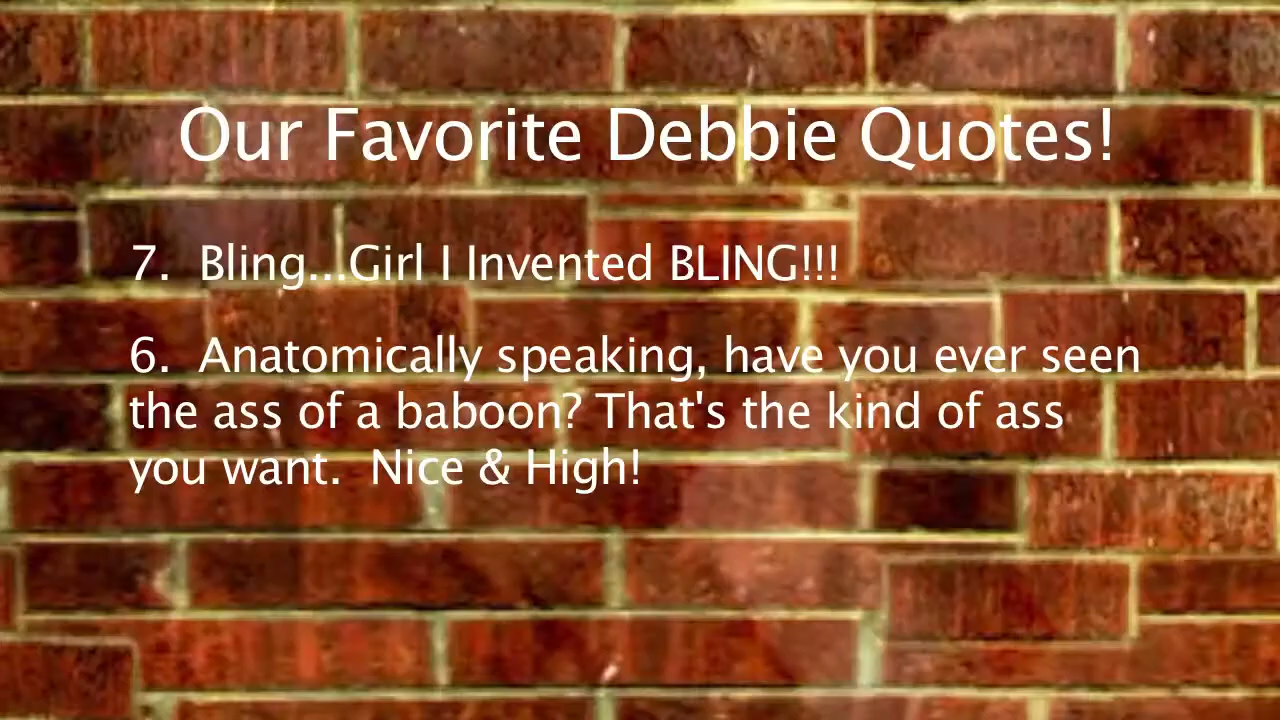 Our Favorite Debbie Quotes!
7.  Bling...Girl I Invented BLING!!!
6.  Anatomically speaking, have you ever seen
the ass of a baboon? That's the kind of ass
you want.  Nice & High!